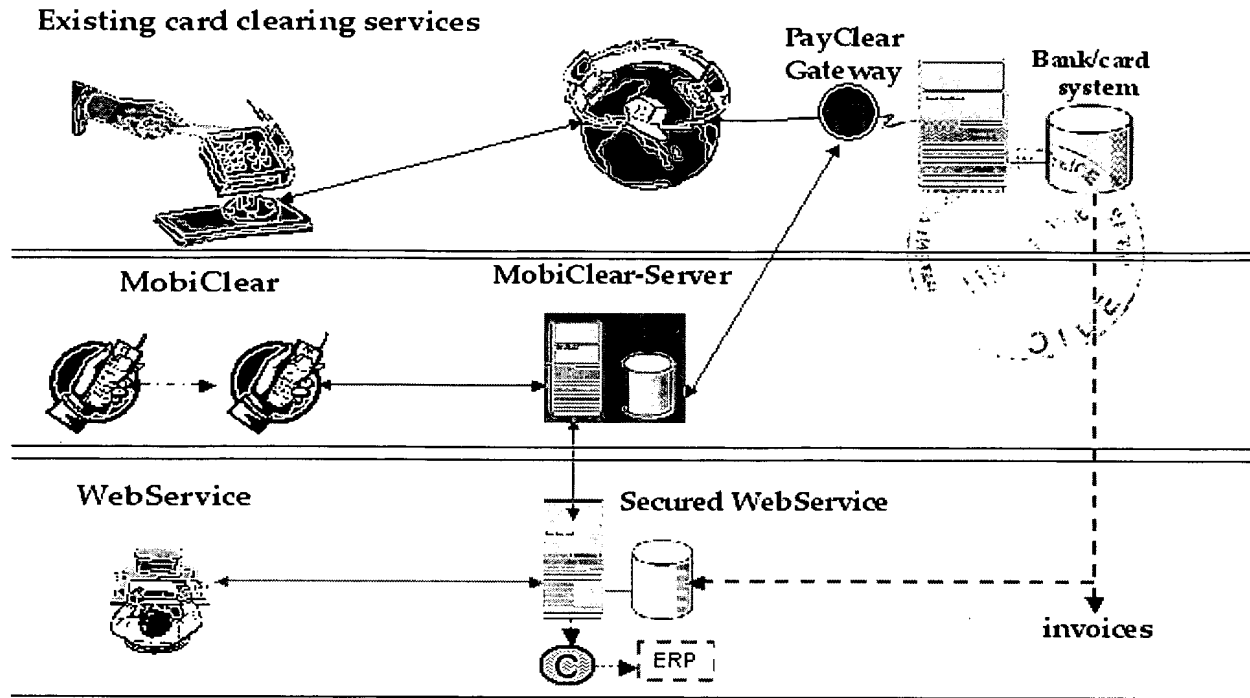 Existing card clearing services
PayClear
Gateway
Bank/card
system
MobiClear
MobiClear-Server
WebService
Secured WebService
invoices
C
ERP